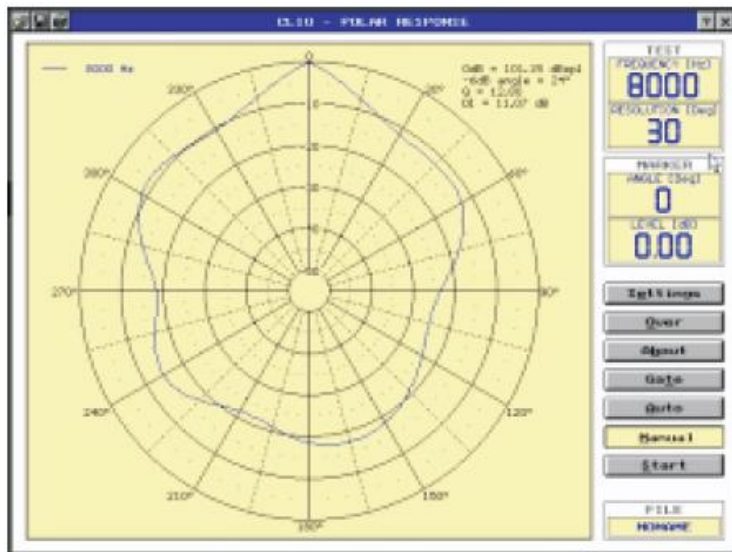 CLIO - POLAR RESPONSE
8000 Hz
0dB = 101.25 dBspl
-6dB angle = 24°
Q = 12.80
DI = 11.07 dB
0
330°
30°
300°
60°
270°
90°
240°
120°
210°
150°
180°
TEST
FREQUENCY [Hz]
8000
RESOLUTION [Deg]
30
MARKER
ANGLE [Deg]
0
LEVEL [dB]
0.00
Settings
Over
About
Gate
Auto
Manual
Start
FILE
NONAME